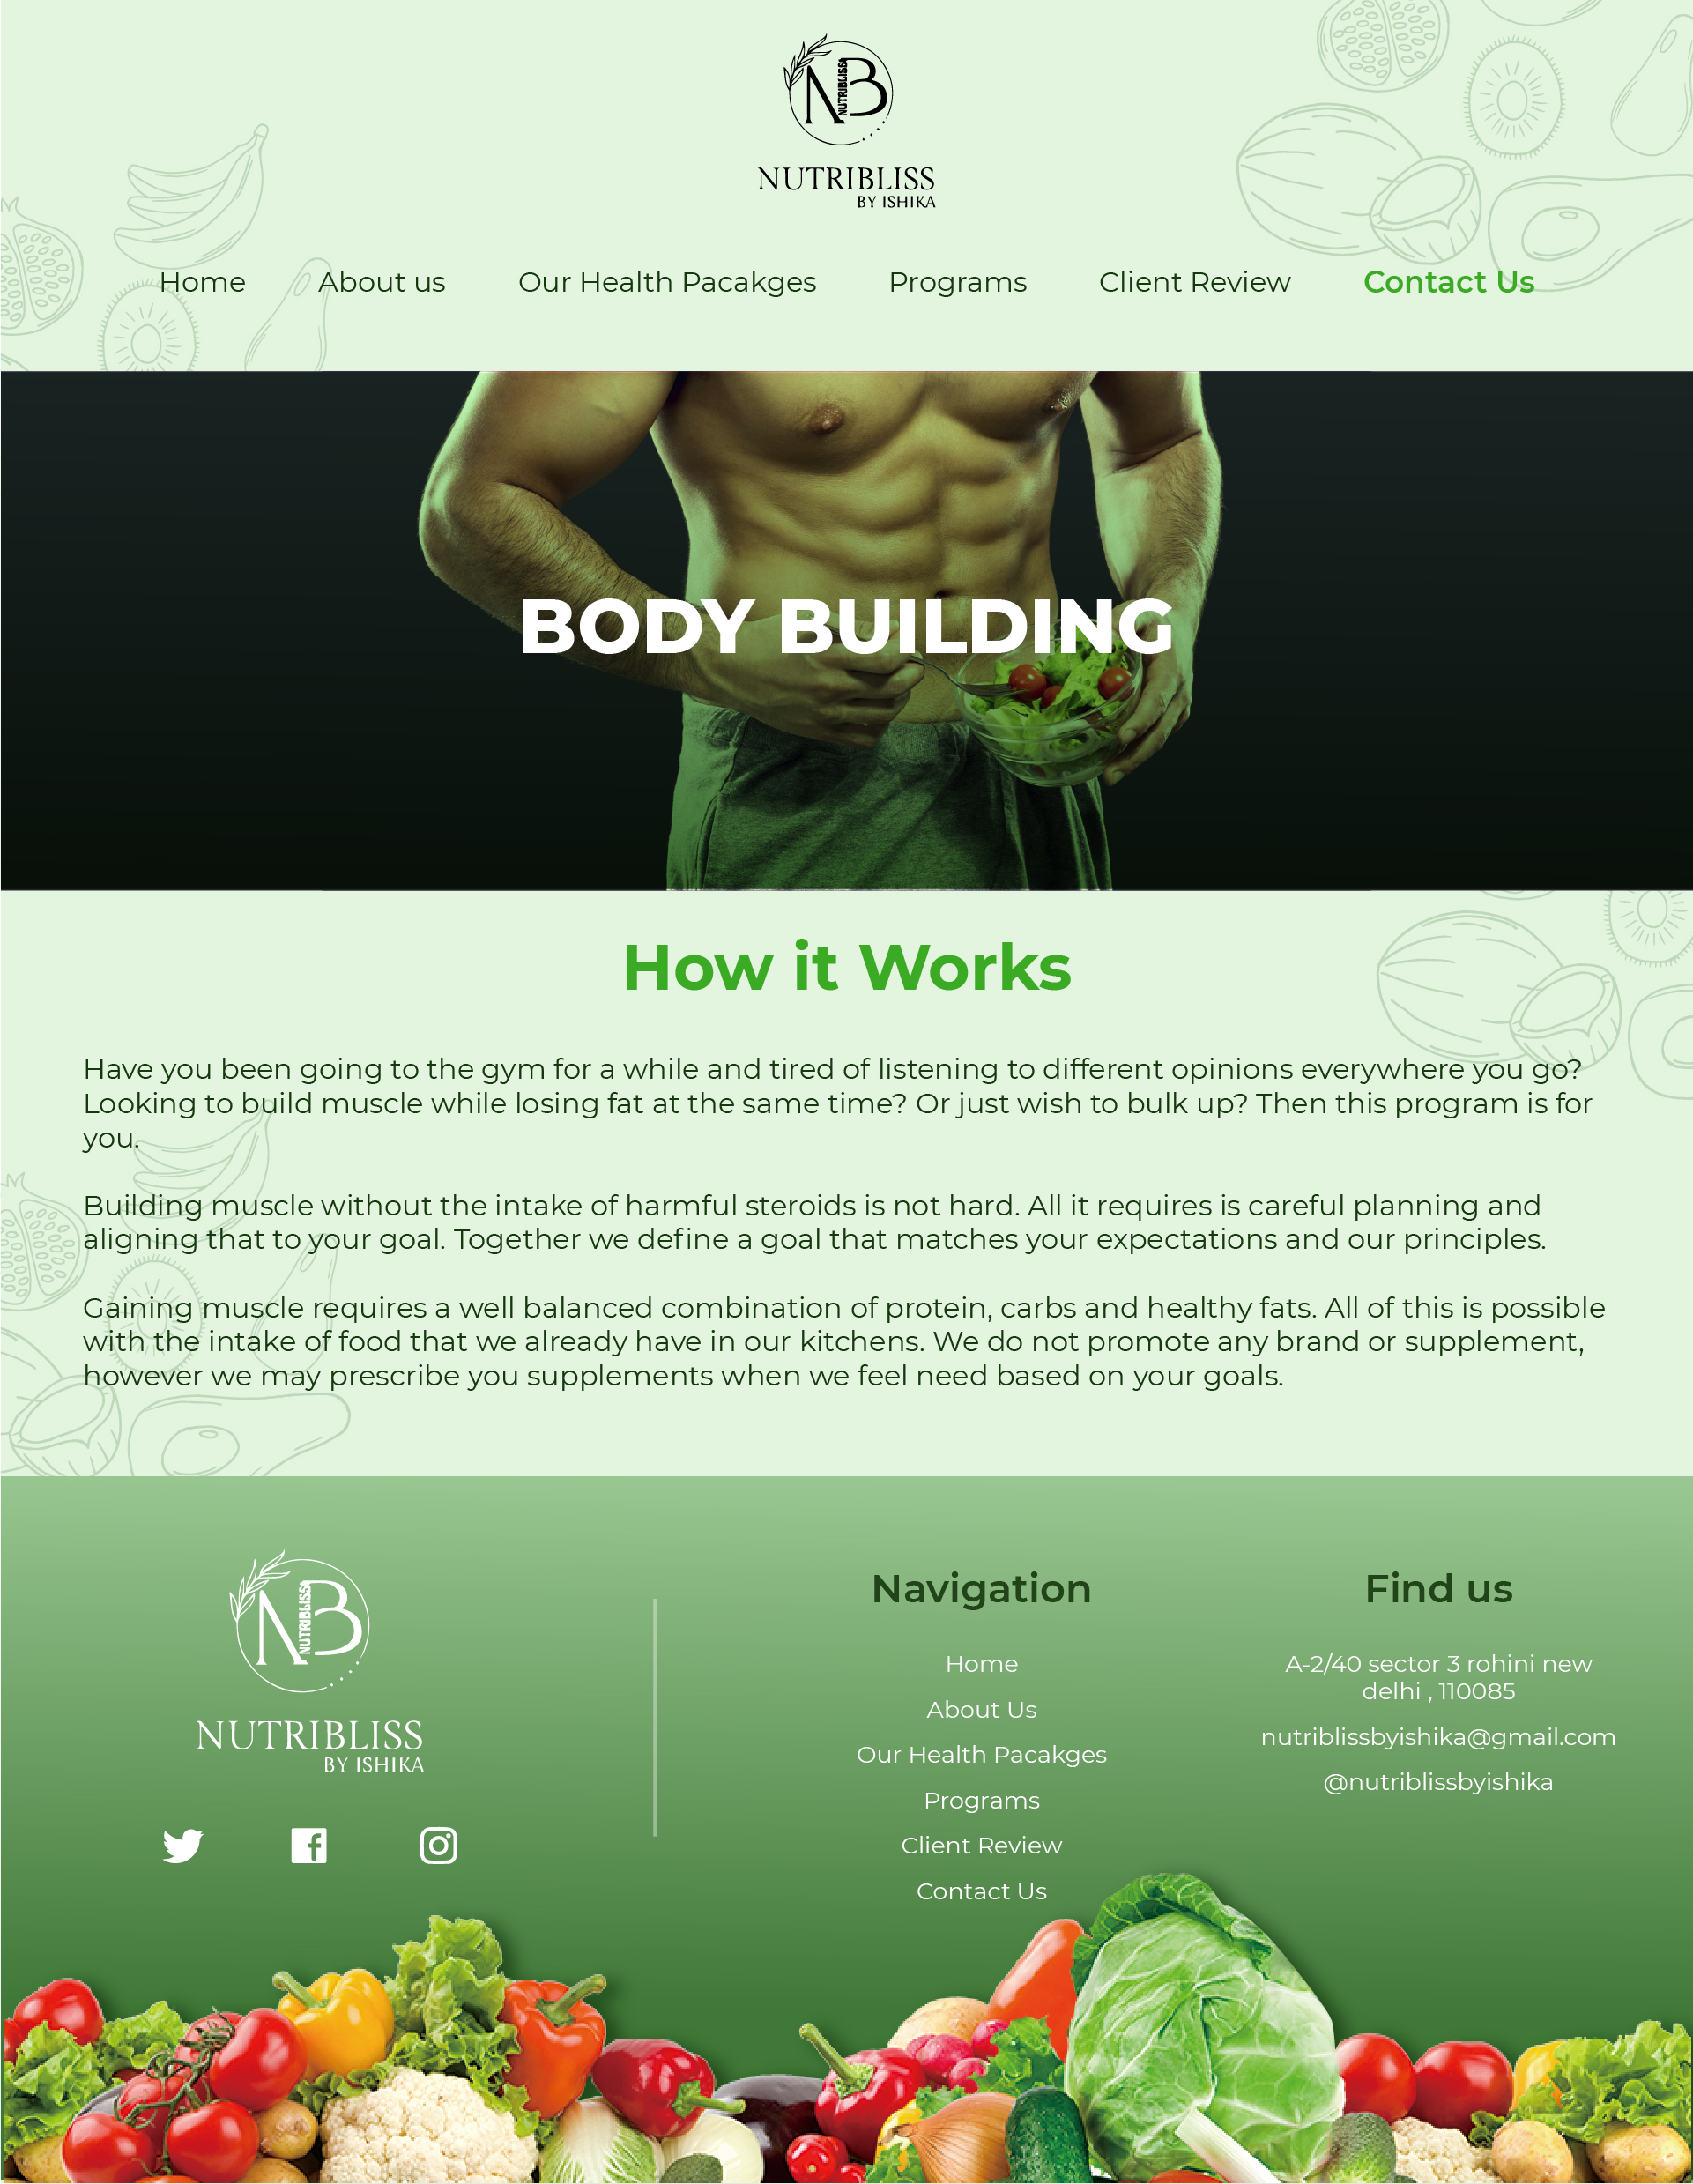 NB
NUTRIBLISS
NUTRIBLISS
BY ISHIKA
Home About us Our Health Pacakges Programs Client Review Contact Us
BODY BUILDING
How it Works
Have you been going to the gym for a while and tired of listening to different opinions everywhere you go?
Looking to build muscle while losing fat at the same time? Or just wish to bulk up? Then this program is for
you.
Building muscle without the intake of harmful steroids is not hard. All it requires is careful planning and
aligning that to your goal. Together we define a goal that matches your expectations and our principles.
Gaining muscle requires a well balanced combination of protein, carbs and healthy fats. All of this is possible
with the intake of food that we already have in our kitchens. We do not promote any brand or supplement,
however we may prescribe you supplements when we feel need based on your goals.
NB
NUTRIBLISS
NUTRIBLISS
BY ISHIKA
Navigation
Home
About Us
Our Health Pacakges
Programs
Client Review
Contact Us
Find us
A-2/40 sector 3 rohini new
delhi , 110085
nutriblissbyishika@gmail.com
@nutriblissbyishika